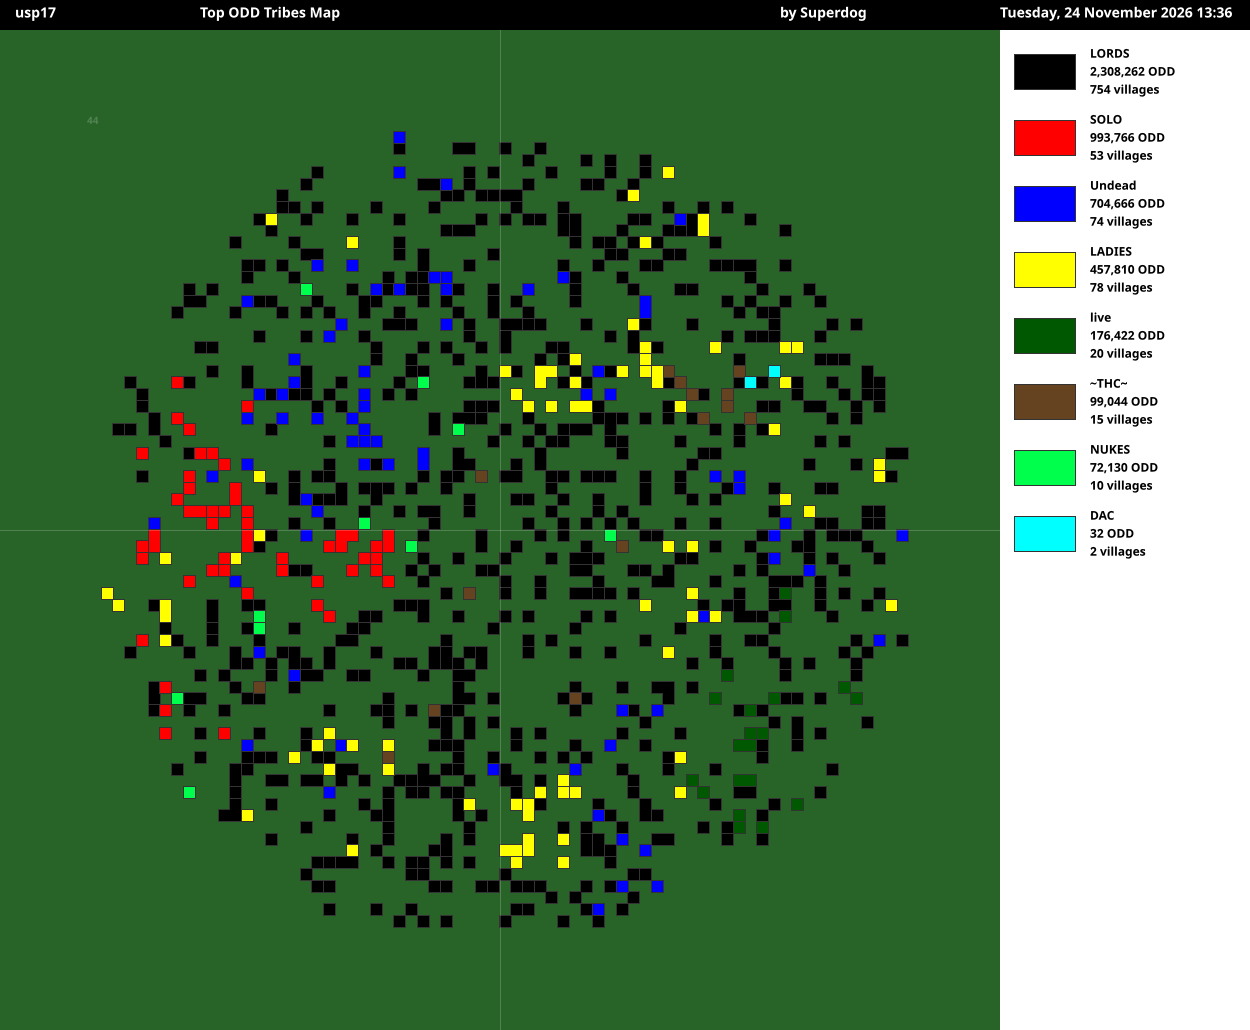 usp17 Top ODD Tribes Map by Superdog Tuesday, 24 November 2026 13:36
44
LORDS
2,308,262 ODD
754 villages
SOLO
993,766 ODD
53 villages
Undead
704,666 ODD
74 villages
LADIES
457,810 ODD
78 villages
live
176,422 ODD
20 villages
~THC~
99,044 ODD
15 villages
NUKES
72,130 ODD
10 villages
DAC
32 ODD
2 villages